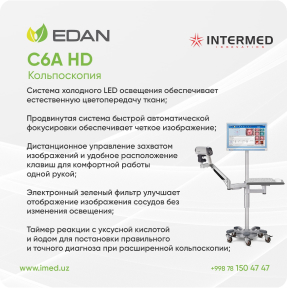 EDAN
INTERMED
INNOVATION
C6A HD
Кольпоскопия
Система холодного LED освещения обеспечивает
естественную цветопередачу ткани;
Продвинутая система быстрой автоматической
фокусировки обеспечивает четкое изображение;
Дистанционное управление захватом
изображений и удобное расположение
клавиш для комфортной работы
одной рукой;
Электронный зеленый фильтр улучшает
отображение изображения сосудов без
изменения освещения;
Таймер реакции с уксусной кислотой
и йодом для постановки правильного
и точного диагноза при расширенной кольпоскопии;
www.imed.uz
+998 78 150 47 47